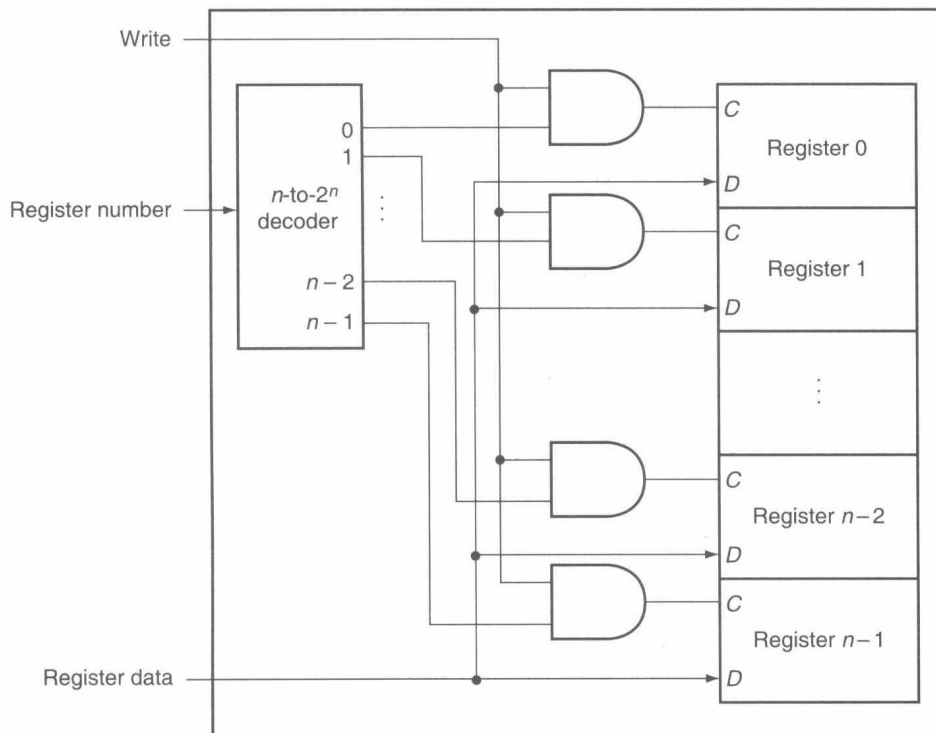 Write
0
1
n-to-2ⁿ
decoder
⋮
Register number
n – 2
n – 1
Register data
C
Register 0
D
C
Register 1
D
⋮
C
Register n–2
D
C
Register n–1
D